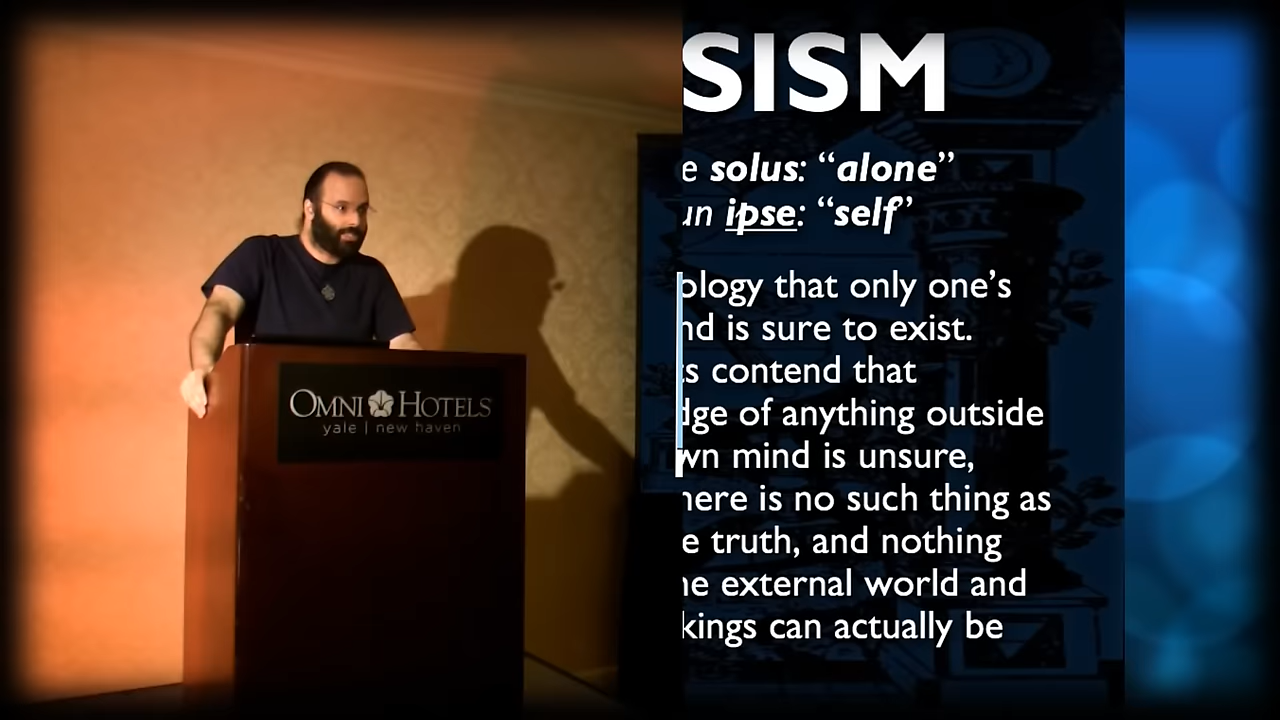 OMNI HOTELS
yale | new haven
SISM
e solus: “alone”
un ipse: “self”
ology that only one’s
nd is sure to exist.
s contend that
dge of anything outside
wn mind is unsure,
here is no such thing as
e truth, and nothing
he external world and
kings can actually be